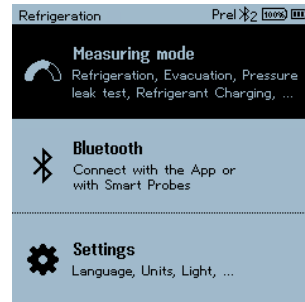 Refrigeration Prel 2 100%
Measuring mode
Refrigeration, Evacuation, Pressure
leak test, Refrigerant Charging, ...
Bluetooth
Connect with the App or
with Smart Probes
Settings
Language, Units, Light, ...